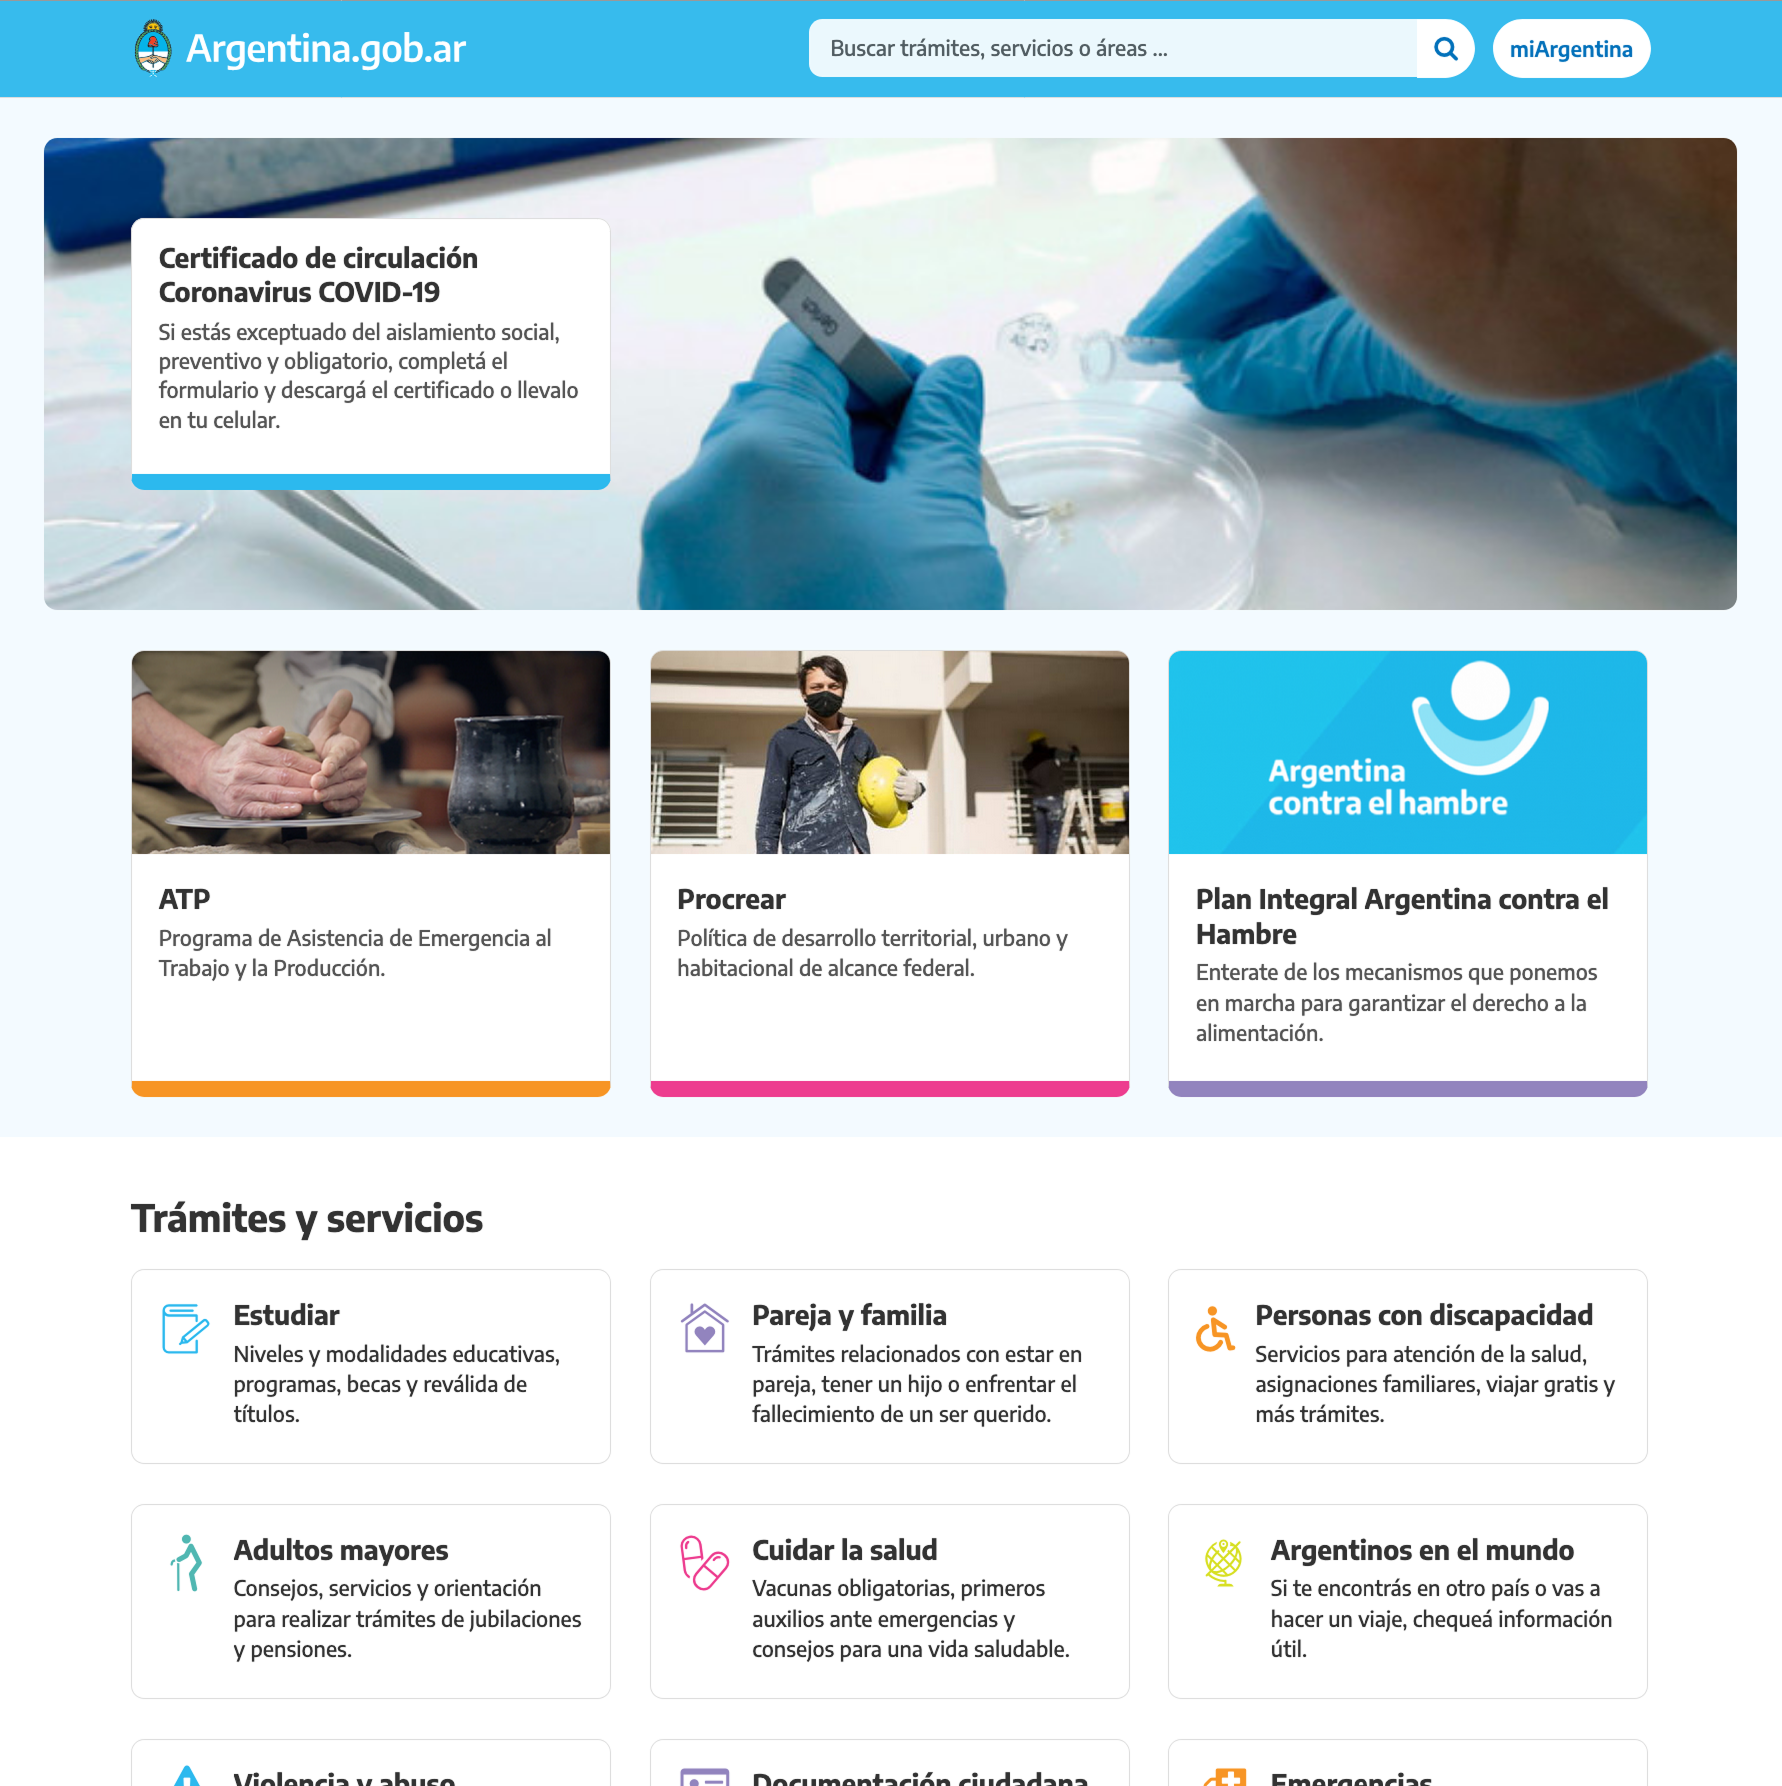 Argentina.gob.ar
Buscar trámites, servicios o áreas ...
miArgentina
Certificado de circulación
Coronavirus COVID-19
Si estás exceptuado del aislamiento social,
preventivo y obligatorio, completá el
formulario y descargá el certificado o llevalo
en tu celular.
Argentina
contra el hambre
ATP
Programa de Asistencia de Emergencia al
Trabajo y la Producción.
Procrear
Política de desarrollo territorial, urbano y
habitacional de alcance federal.
Plan Integral Argentina contra el
Hambre
Enterate de los mecanismos que ponemos
en marcha para garantizar el derecho a la
alimentación.
Trámites y servicios
Estudiar
Niveles y modalidades educativas,
programas, becas y reválida de
títulos.
Pareja y familia
Trámites relacionados con estar en
pareja, tener un hijo o enfrentar el
fallecimiento de un ser querido.
Personas con discapacidad
Servicios para atención de la salud,
asignaciones familiares, viajar gratis y
más trámites.
Adultos mayores
Consejos, servicios y orientación
para realizar trámites de jubilaciones
y pensiones.
Cuidar la salud
Vacunas obligatorias, primeros
auxilios ante emergencias y
consejos para una vida saludable.
Argentinos en el mundo
Si te encontrás en otro país o vas a
hacer un viaje, chequeá información
útil.
Violencia y abuso
Documentación ciudadana
Emergencias